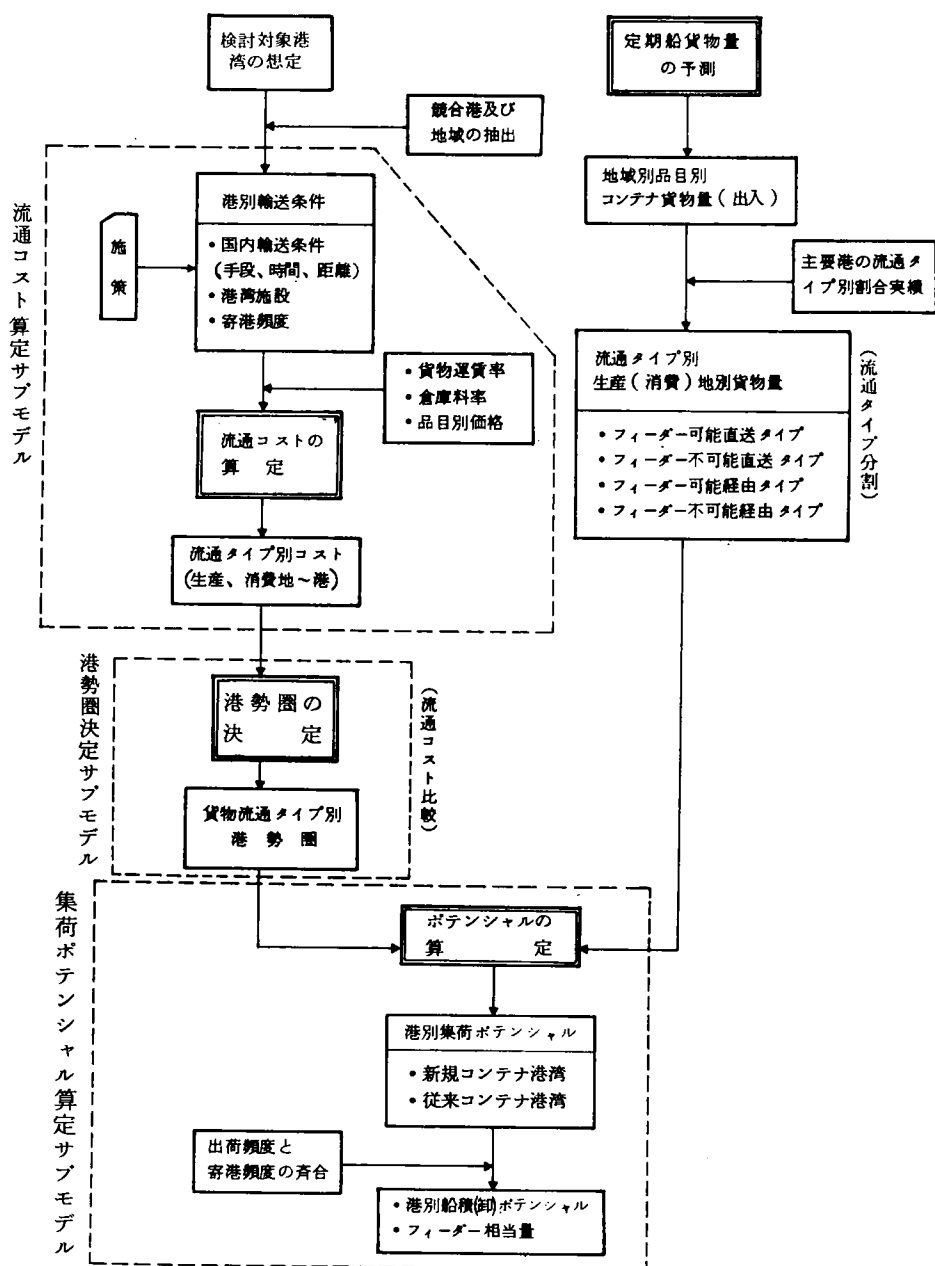 検討対象港
湾の想定
定期船貨物量
の予測
競合港及び
地域の抽出
地域別品目別
コンテナ貨物量(出入)
流通コスト算定サブモデル
施策
港別輸送条件
• 国内輸送条件
(手段、時間、距離)
• 港湾施設
• 寄港頻度
主要港の流通タ
イプ別割合実績
• 貨物運賃率
• 倉庫料率
• 品目別価格
流通タイプ別
生産(消費)地別貨物量
• フィーダー可能直送タイプ
• フィーダー不可能直送タイプ
• フィーダー可能経由タイプ
• フィーダー不可能経由タイプ
(流通タイプ分割)
流通コストの
算 定
流通タイプ別コスト
(生産、消費地~港)
港勢圏決定サブモデル
港勢圏の
決 定
(流通コスト比較)
貨物流通タイプ別
港 勢 圏
集荷ポテンシャル算定サブモデル
ポテンシャルの
算 定
港別集荷ポテンシャル
• 新規コンテナ港湾
• 従来コンテナ港湾
出荷頻度と
寄港頻度の斉合
• 港別船積(卸)ポテンシャル
• フィーダー相当量